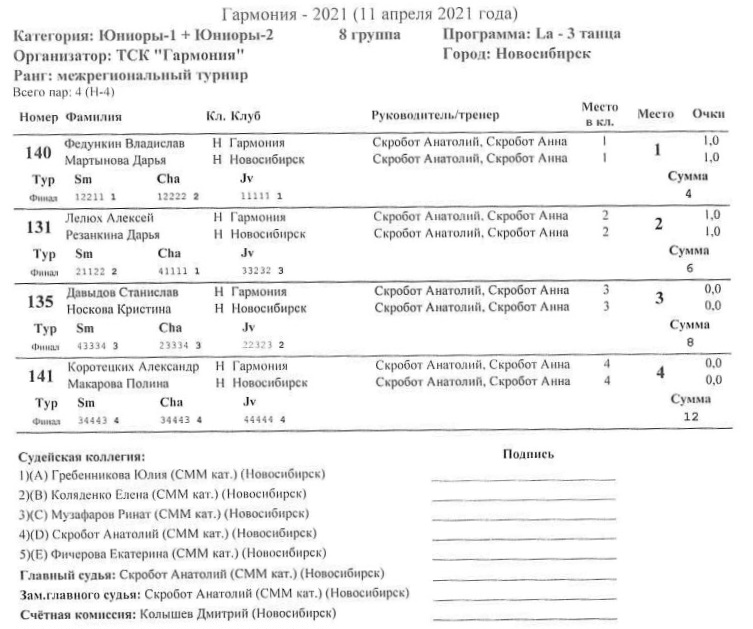 Гармония - 2021 (11 апреля 2021 года)
Категория: Юниоры-1 + Юниоры-2 8 группа Программа: La - 3 танца
Организатор: ТСК "Гармония" Город: Новосибирск
Ранг: межрегиональный турнир
Всего пар: 4 (Н-4)
Номер Фамилия Кл. Клуб Руководитель/тренер Место в кл. Место Очки
140 Федункин Владислав Н Гармония Скробот Анатолий, Скробот Анна 1 1 1,0
Мартынова Дарья Н Новосибирск Скробот Анатолий, Скробот Анна 1 1,0
Тур Sm Cha Jv Сумма
Финал 12211 1 12222 2 11111 1 4
131 Лелюх Алексей Н Гармония Скробот Анатолий, Скробот Анна 2 2 1,0
Резанкина Дарья Н Новосибирск Скробот Анатолий, Скробот Анна 2 1,0
Тур Sm Cha Jv Сумма
Финал 21122 2 41111 1 33232 3 6
135 Давыдов Станислав Н Гармония Скробот Анатолий, Скробот Анна 3 3 0,0
Носкова Кристина Н Новосибирск Скробот Анатолий, Скробот Анна 3 0,0
Тур Sm Cha Jv Сумма
Финал 43334 3 23334 3 22323 2 8
141 Коротецких Александр Н Гармония Скробот Анатолий, Скробот Анна 4 4 0,0
Макарова Полина Н Новосибирск Скробот Анатолий, Скробот Анна 4 0,0
Тур Sm Cha Jv Сумма
Финал 34443 4 34443 4 44444 4 12
Судейская коллегия: Подпись
1)(A) Гребенникова Юлия (СММ кат.) (Новосибирск)
2)(B) Коляденко Елена (СММ кат.) (Новосибирск)
3)(C) Музафаров Ринат (СММ кат.) (Новосибирск)
4)(D) Скробот Анатолий (СММ кат.) (Новосибирск)
5)(E) Фичерова Екатерина (СММ кат.) (Новосибирск)
Главный судья: Скробот Анатолий (СММ кат.) (Новосибирск)
Зам.главного судья: Скробот Анатолий (СММ кат.) (Новосибирск)
Счётная комиссия: Колышев Дмитрий (Новосибирск)